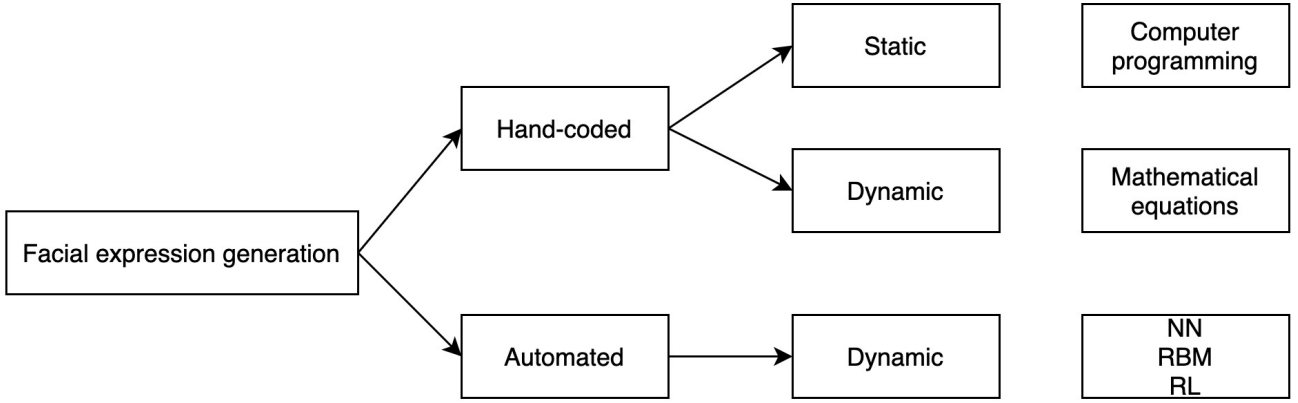 Static
Computer
programming
Hand-coded
Dynamic
Mathematical
equations
Facial expression generation
Automated
Dynamic
NN
RBM
RL